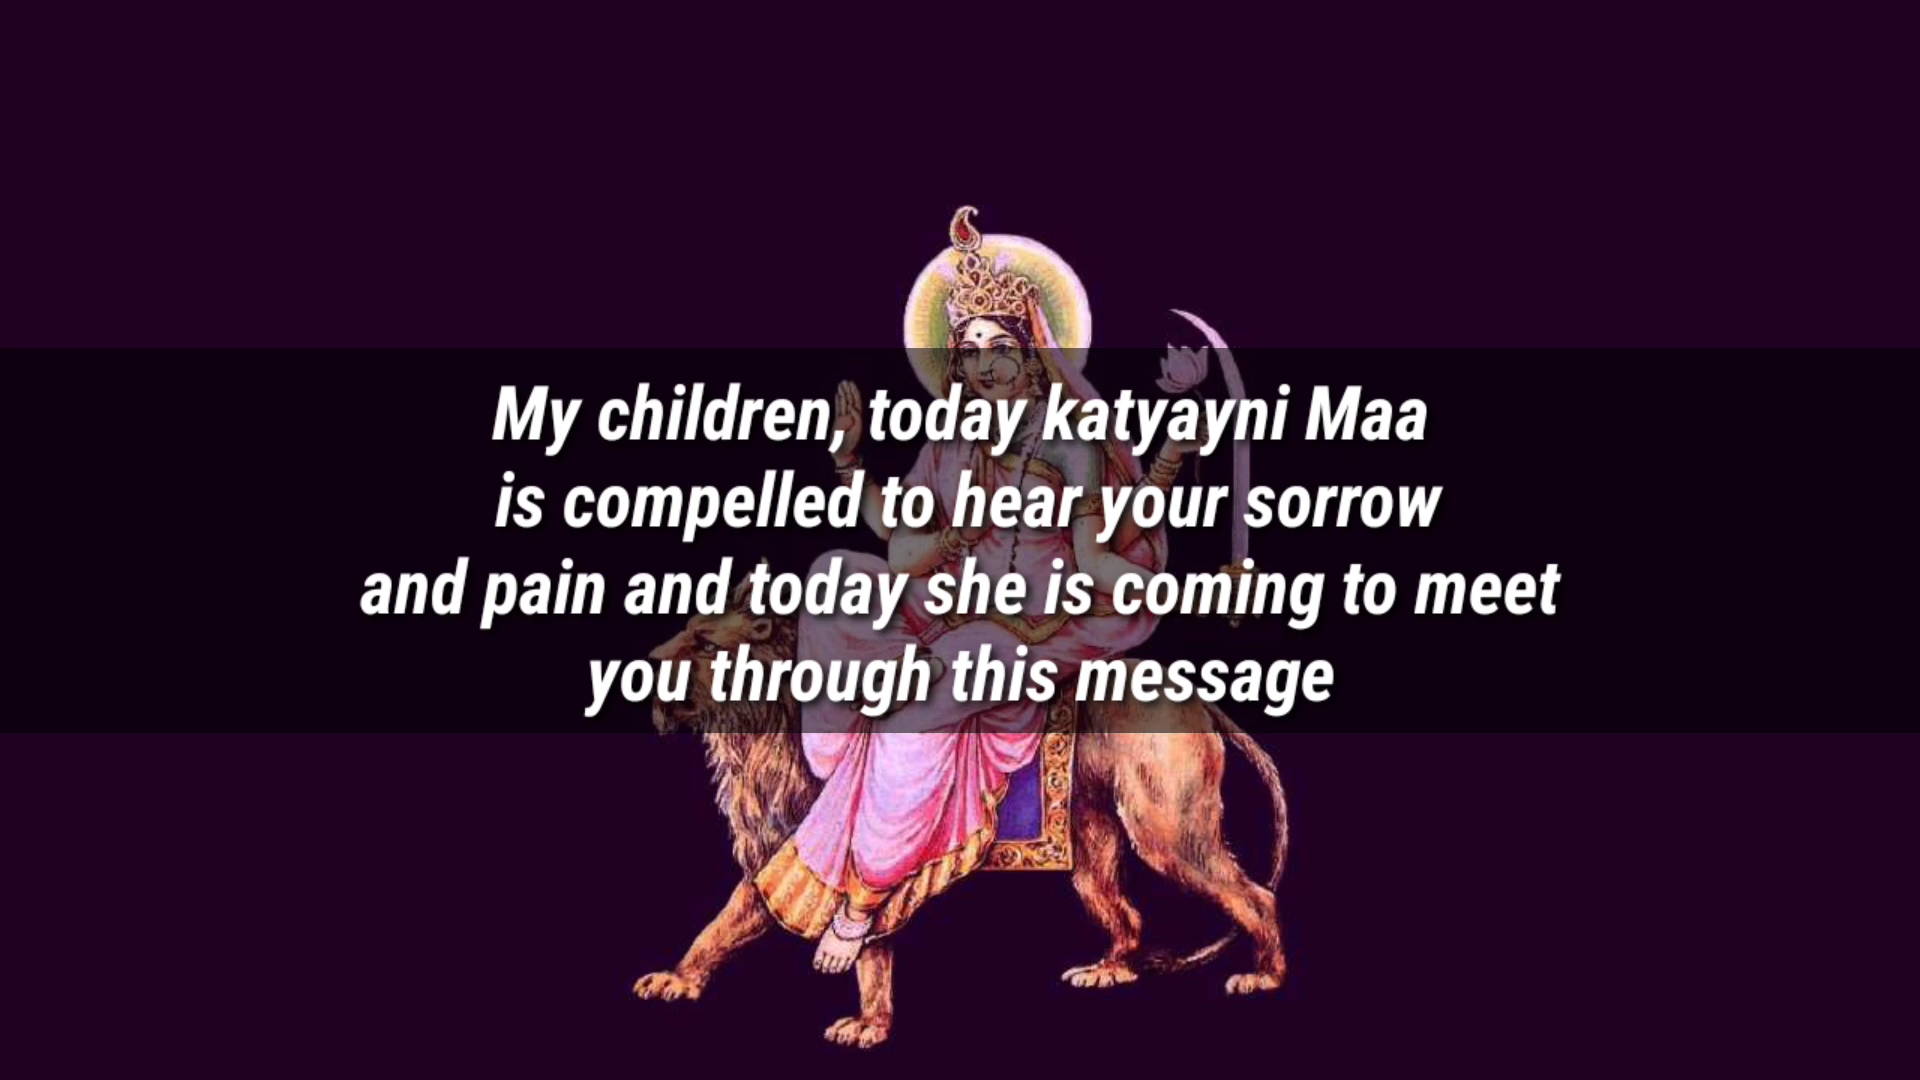 My children, today katyayni Maa
is compelled to hear your sorrow
and pain and today she is coming to meet
you through this message